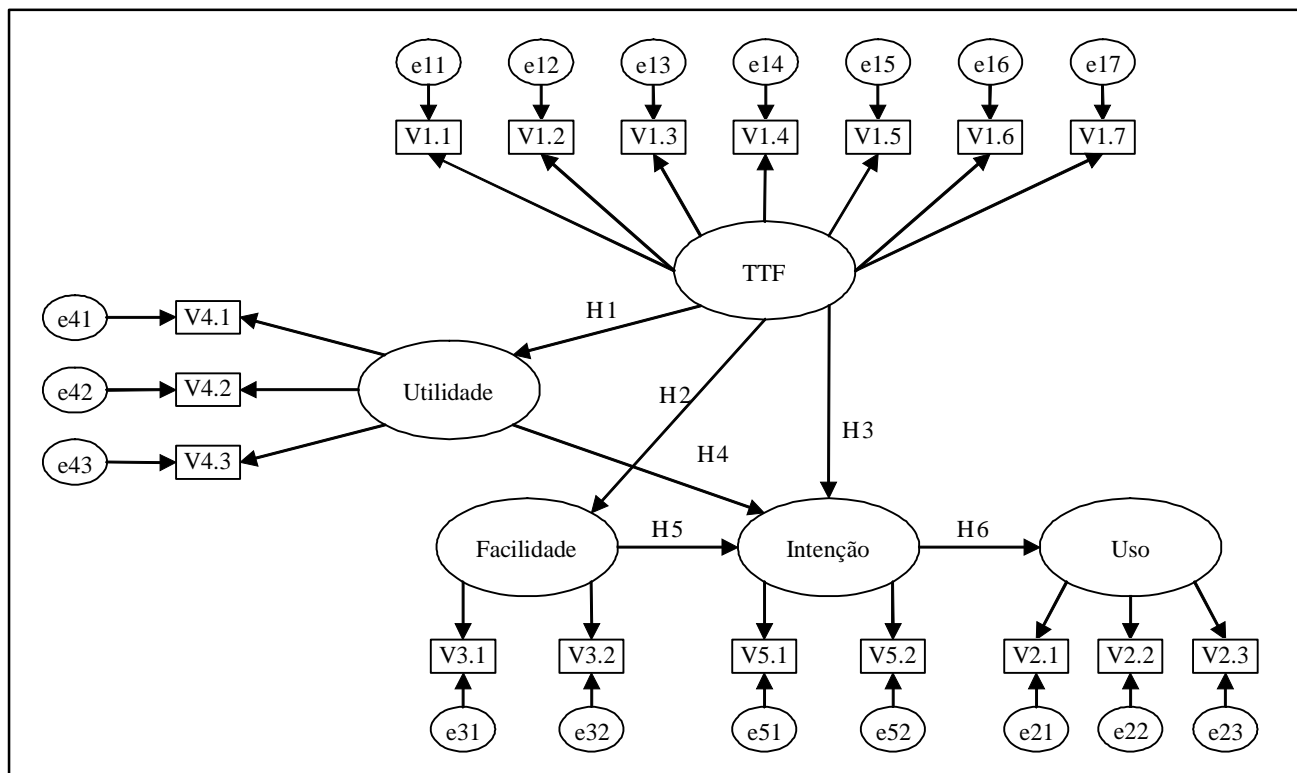 e11 e12 e13 e14 e15 e16 e17
V1.1 V1.2 V1.3 V1.4 V1.5 V1.6 V1.7
TTF
H1
e41 V4.1
e42 V4.2
Utilidade
H2
H3
e43 V4.3
H4
Facilidade H5 Intenção H6 Uso
V3.1 V3.2 V5.1 V5.2 V2.1 V2.2 V2.3
e31 e32 e51 e52 e21 e22 e23